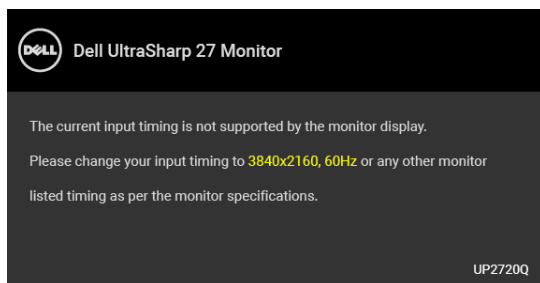 DELL
Dell UltraSharp 27 Monitor
The current input timing is not supported by the monitor display.
Please change your input timing to 3840x2160, 60Hz or any other monitor
listed timing as per the monitor specifications.
UP2720Q